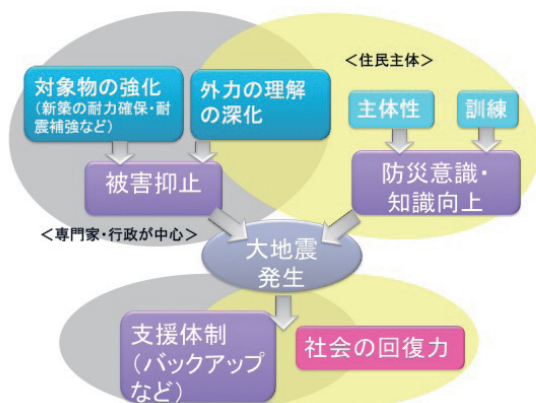 ＜住民主体＞
対象物の強化
（新築の耐力確保・耐
震補強など）
外力の理解
の深化
主体性
訓練
被害抑止
防災意識・
知識向上
＜専門家・行政が中心＞
大地震
発生
支援体制
（バックアップ
など）
社会の回復力